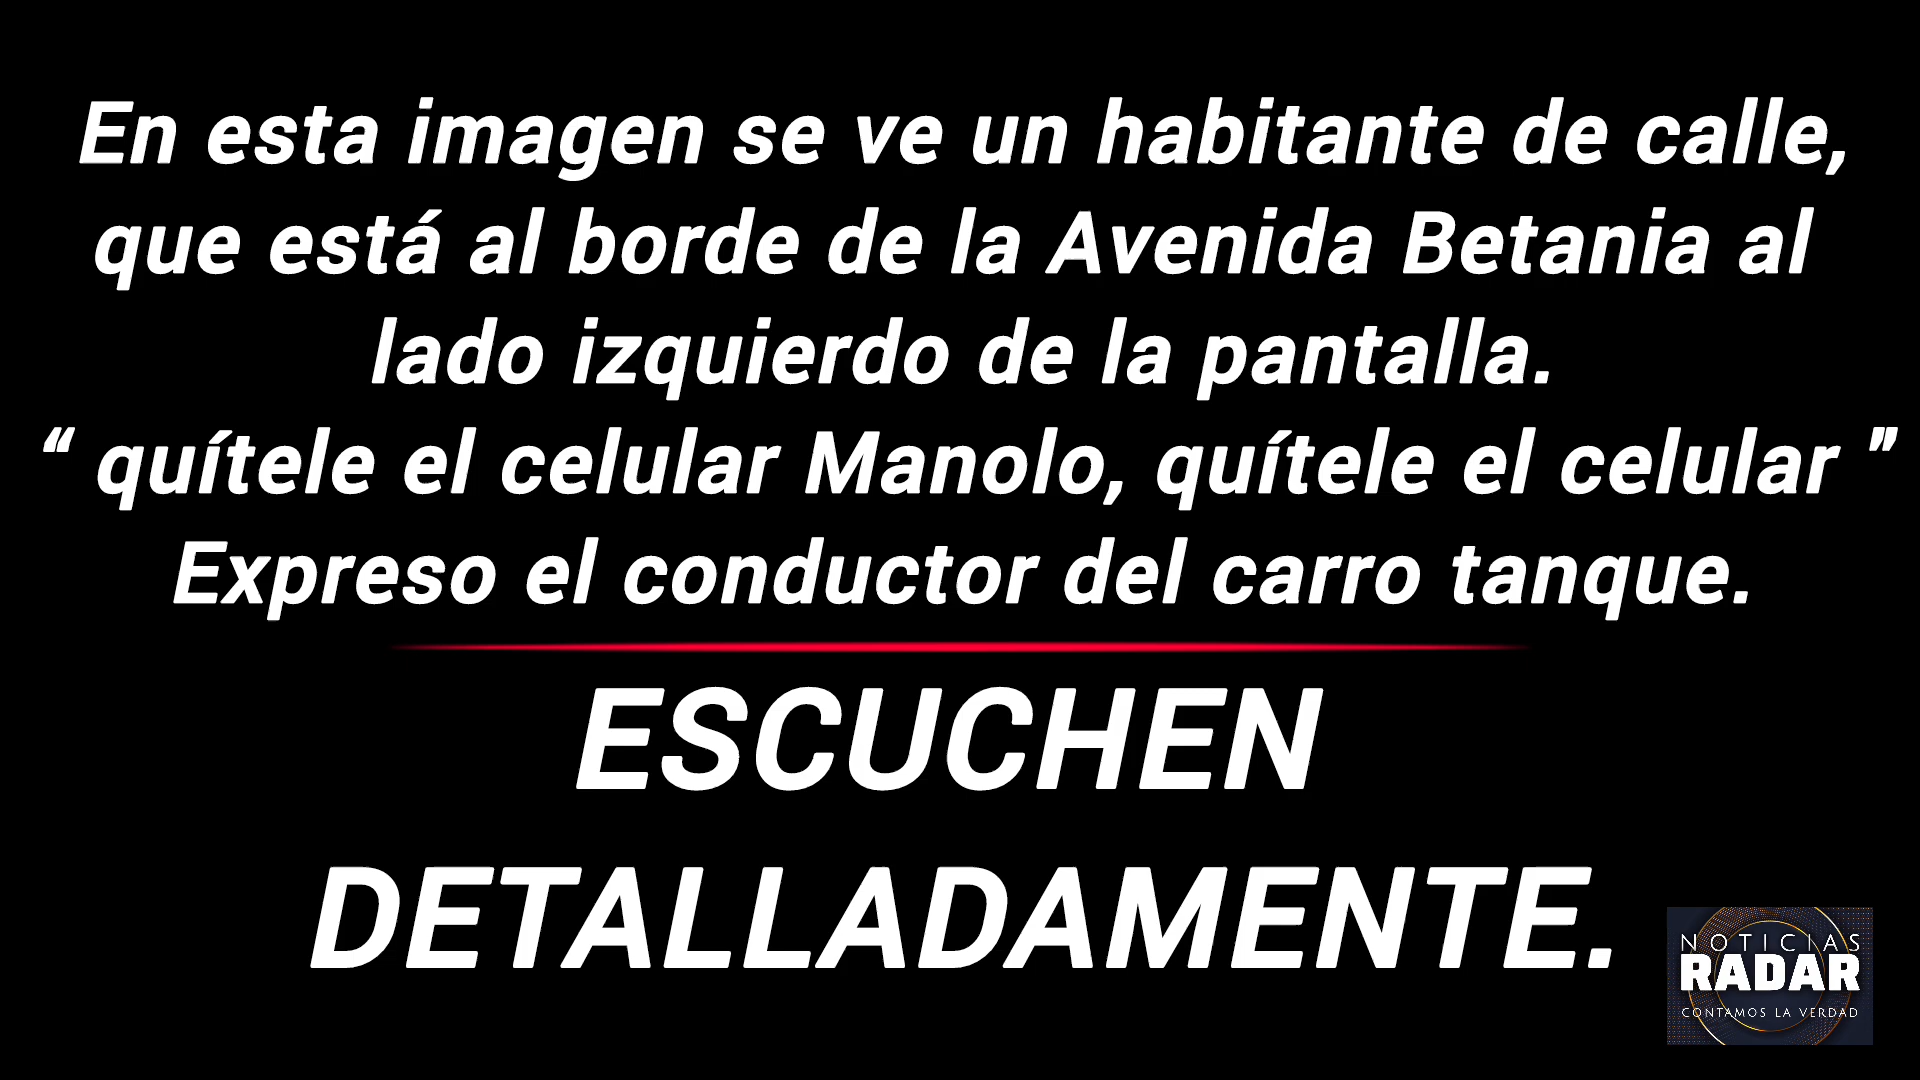 En esta imagen se ve un habitante de calle,
que está al borde de la Avenida Betania al
lado izquierdo de la pantalla.
“ quítele el celular Manolo, quítele el celular ”
Expreso el conductor del carro tanque.
ESCUCHEN
DETALLADAMENTE.
NOTICIAS
RADAR
CONTAMOS LA VERDAD